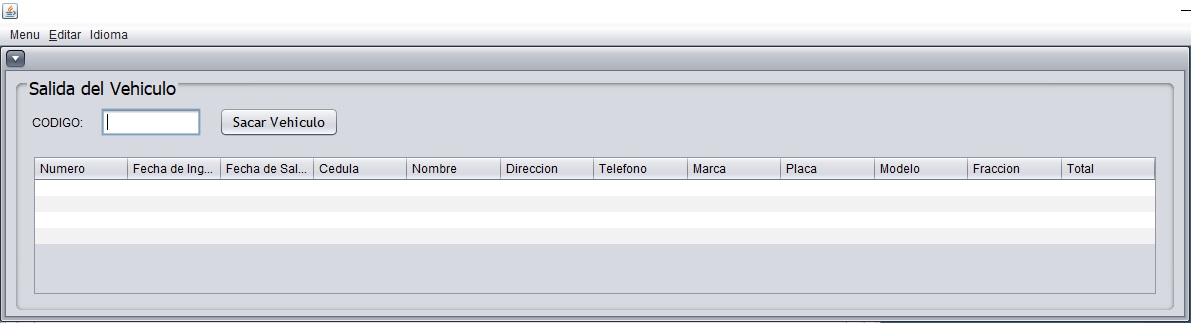 Menu Editar Idioma
Salida del Vehiculo
CODIGO: Sacar Vehiculo
Numero Fecha de Ing... Fecha de Sal... Cedula Nombre Direccion Telefono Marca Placa Modelo Fraccion Total